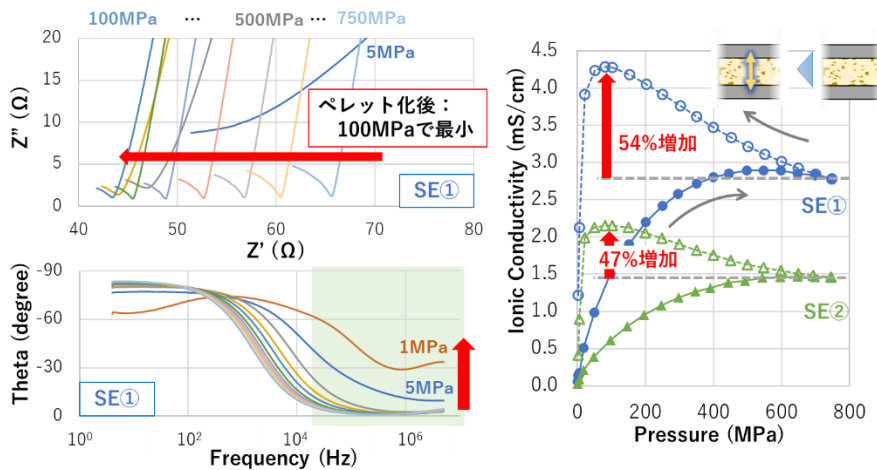 100MPa … 500MPa … 750MPa
5MPa
20
15
10
5
0
Z” (Ω)
ペレット化後：
100MPaで最小
SE①
40 50 60 70 80
Z' (Ω)
-90
-60
-30
0
Theta (degree)
1MPa
5MPa
SE①
10⁰ 10² 10⁴ 10⁶
Frequency (Hz)
4.5
4.0
3.5
3.0
2.5
2.0
1.5
1.0
0.5
0.0
Ionic Conductivity (mS/cm)
54%増加
SE①
47%増加
SE②
0 200 400 600 800
Pressure (MPa)